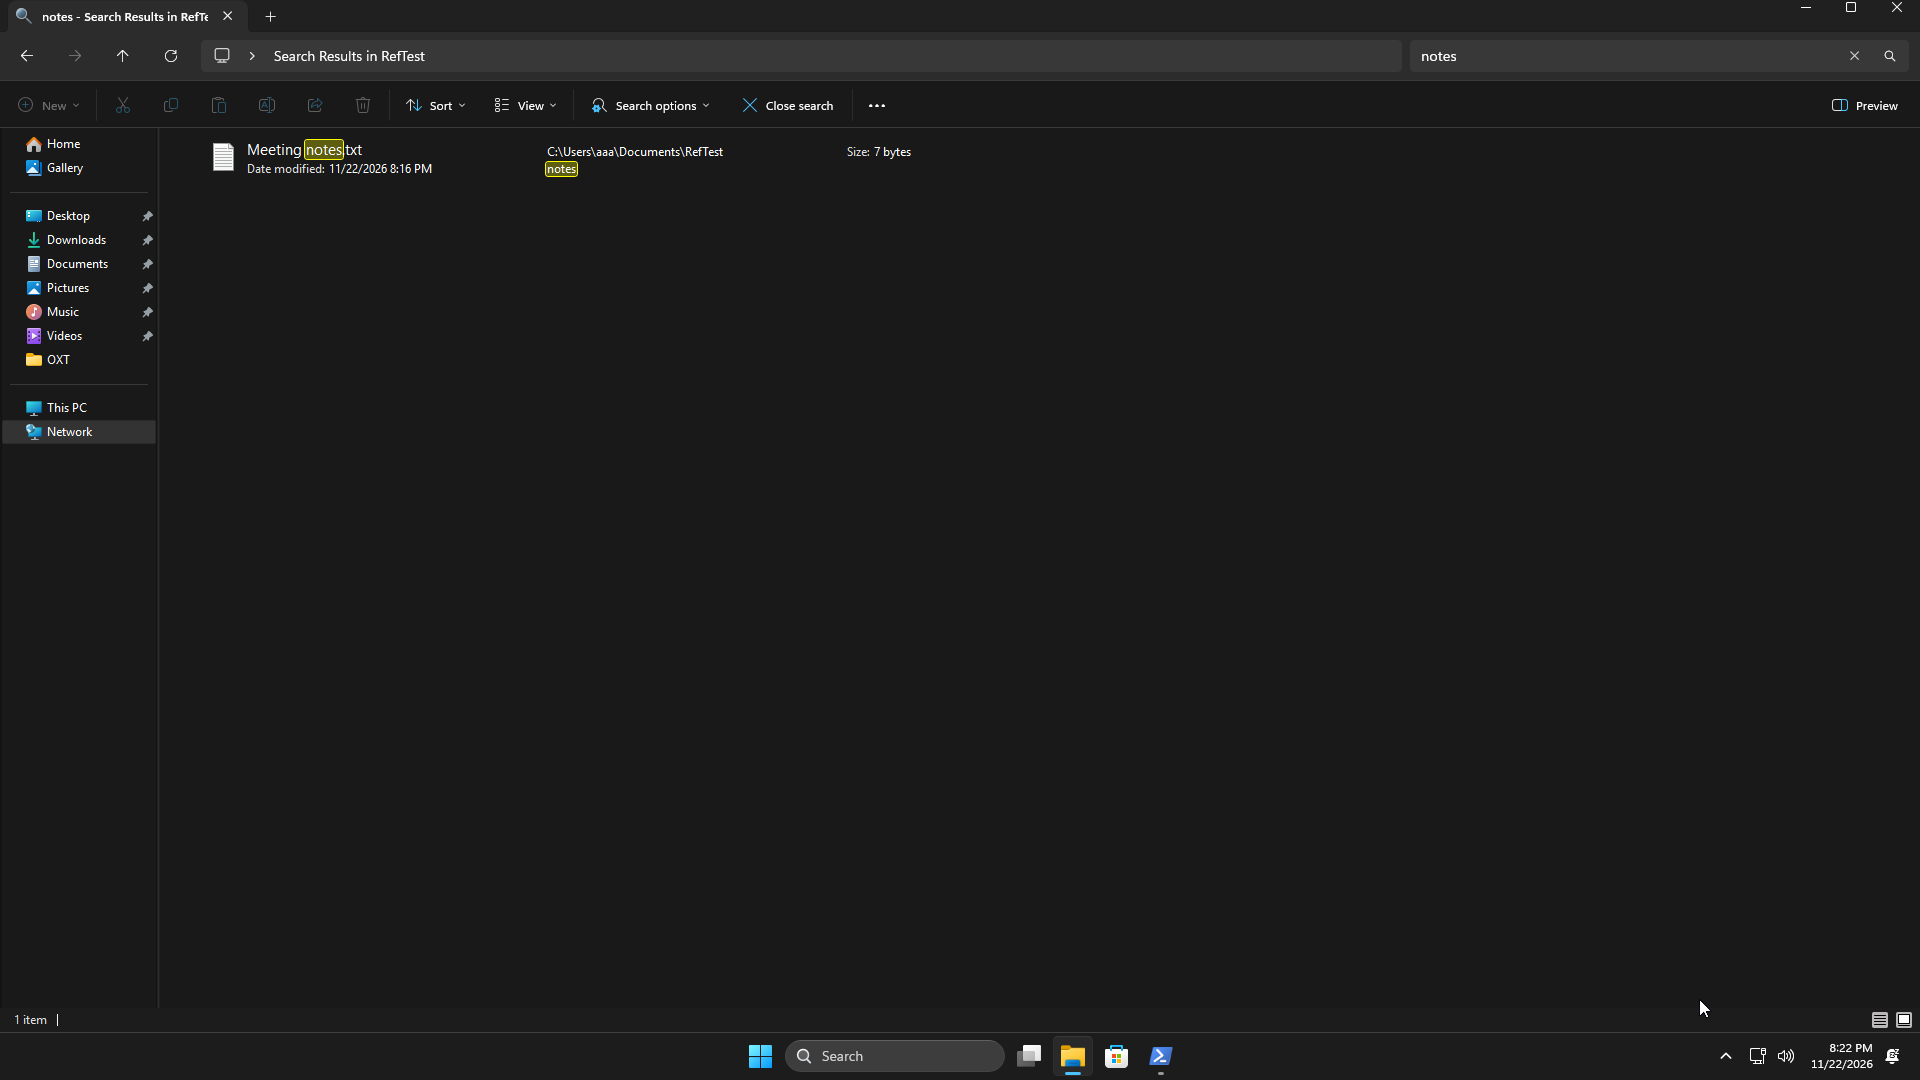 notes - Search Results in RefTe
Search Results in RefTest
notes
New
Sort
View
Search options
Close search
Preview
Home
Gallery
Desktop
Downloads
Documents
Pictures
Music
Videos
OXT
This PC
Network
Meeting notes.txt
Date modified: 11/22/2026 8:16 PM
C:\Users\aaa\Documents\RefTest
notes
Size: 7 bytes
1 item
Search
8:22 PM
11/22/2026